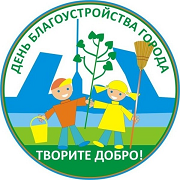 ДЕНЬ БЛАГОУСТРОЙСТВА ГОРОДА
ТВОРИТЕ ДОБРО!